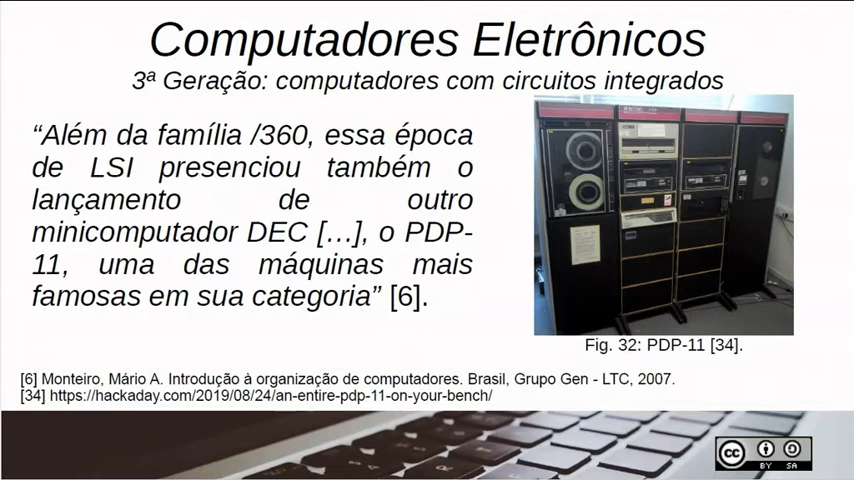 Computadores Eletrônicos
3ª Geração: computadores com circuitos integrados
“Além da família /360, essa época
de LSI presenciou também o
lançamento de outro
minicomputador DEC [...], o PDP-
11, uma das máquinas mais
famosas em sua categoria” [6].
Fig. 32: PDP-11 [34].
[6] Monteiro, Mário A. Introdução à organização de computadores. Brasil, Grupo Gen - LTC, 2007.
[34] https://hackaday.com/2019/08/24/an-entire-pdp-11-on-your-bench/
cc
BY SA